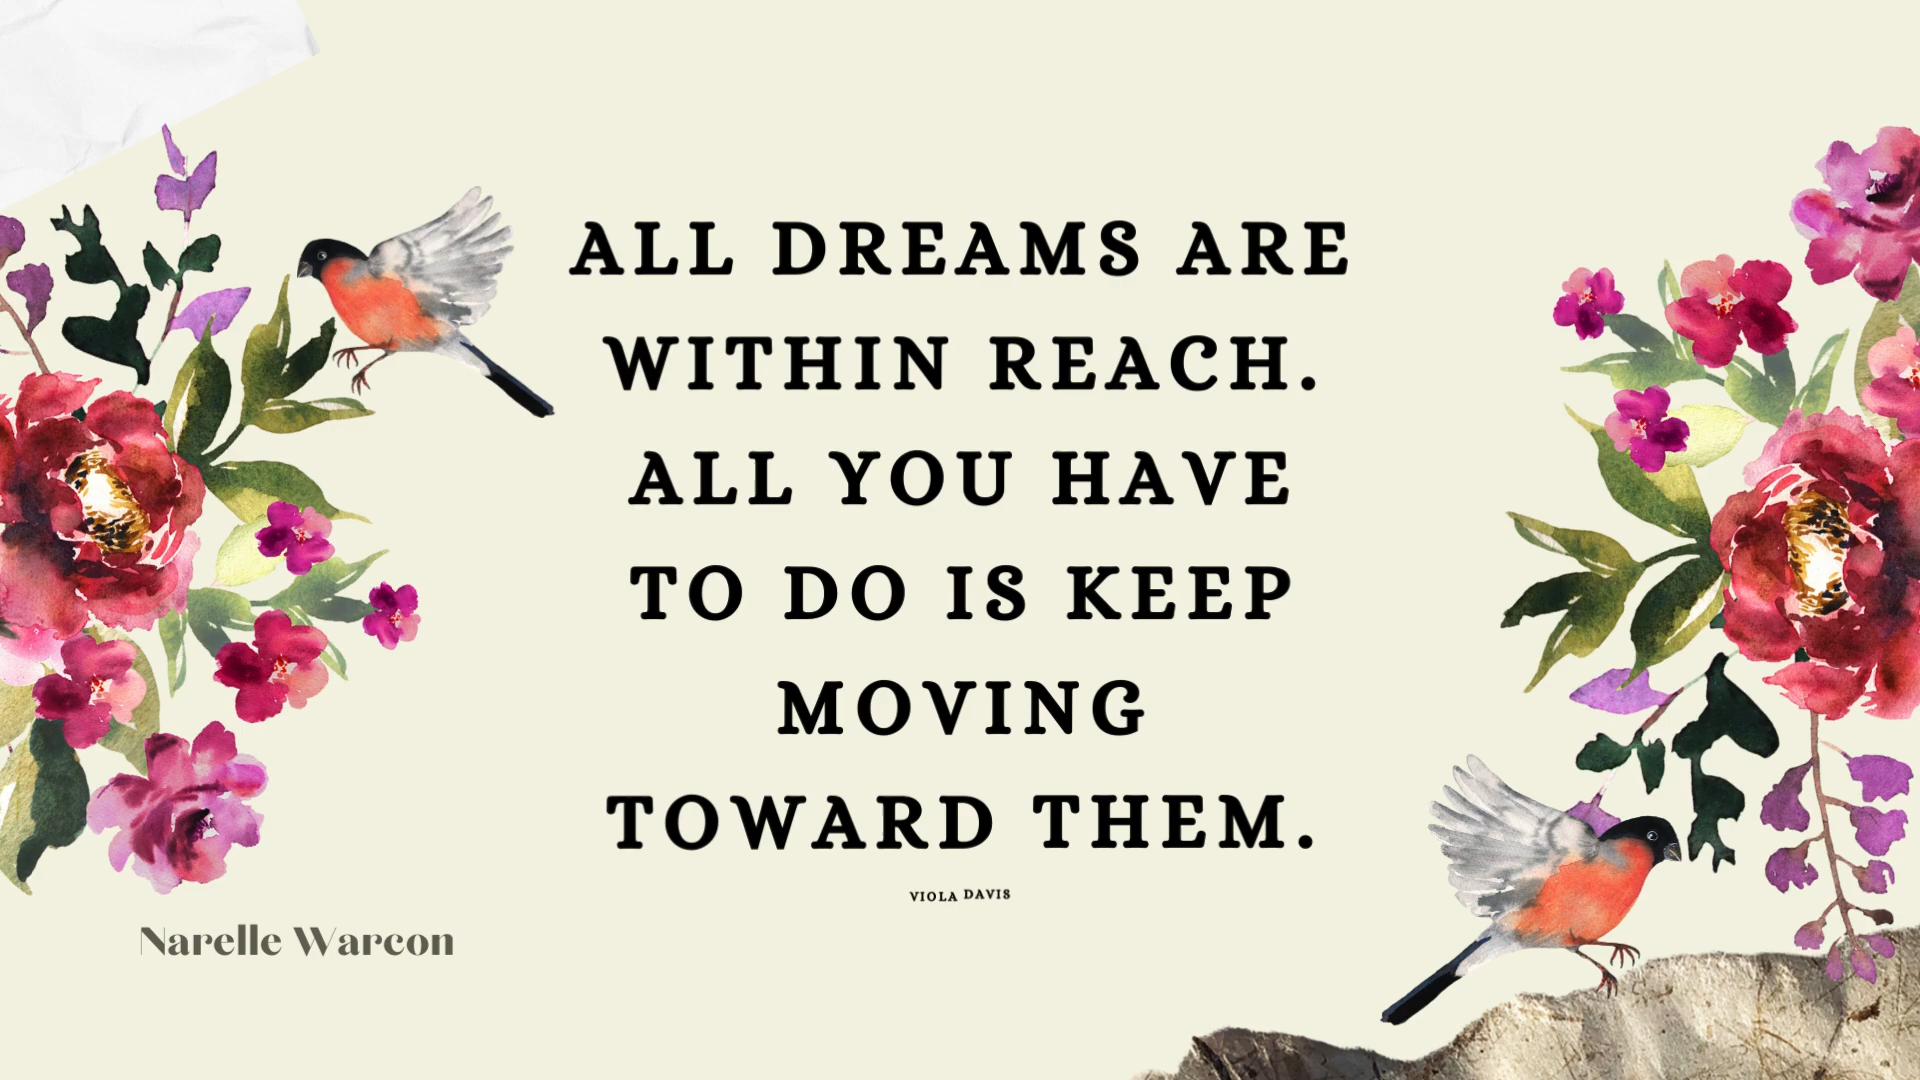 ALL DREAMS ARE
WITHIN REACH.
ALL YOU HAVE
TO DO IS KEEP
MOVING
TOWARD THEM.
VIOLA DAVIS
Narelle Warcon